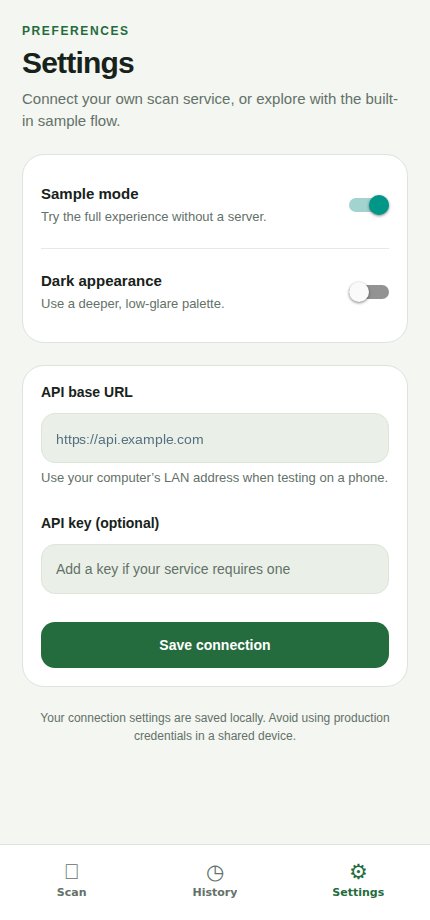 PREFERENCES
Settings
Connect your own scan service, or explore with the built-
in sample flow.
Sample mode
Try the full experience without a server.
Dark appearance
Use a deeper, low-glare palette.
API base URL
https://api.example.com
Use your computer’s LAN address when testing on a phone.
API key (optional)
Add a key if your service requires one
Save connection
Your connection settings are saved locally. Avoid using production
credentials in a shared device.
Scan
History
Settings